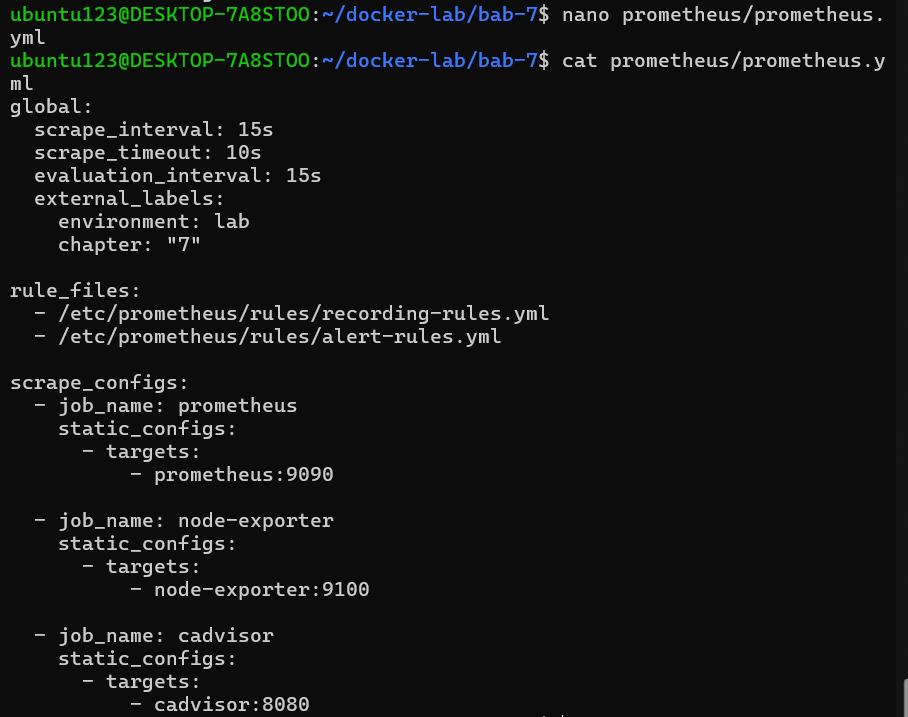 ubuntu123@DESKTOP-7A8STOO:~/docker-lab/bab-7$ nano prometheus/prometheus.
yml
ubuntu123@DESKTOP-7A8STOO:~/docker-lab/bab-7$ cat prometheus/prometheus.y
ml
global:
  scrape_interval: 15s
  scrape_timeout: 10s
  evaluation_interval: 15s
  external_labels:
    environment: lab
    chapter: "7"

rule_files:
  - /etc/prometheus/rules/recording-rules.yml
  - /etc/prometheus/rules/alert-rules.yml

scrape_configs:
  - job_name: prometheus
    static_configs:
      - targets:
          - prometheus:9090

  - job_name: node-exporter
    static_configs:
      - targets:
          - node-exporter:9100

  - job_name: cadvisor
    static_configs:
      - targets:
          - cadvisor:8080